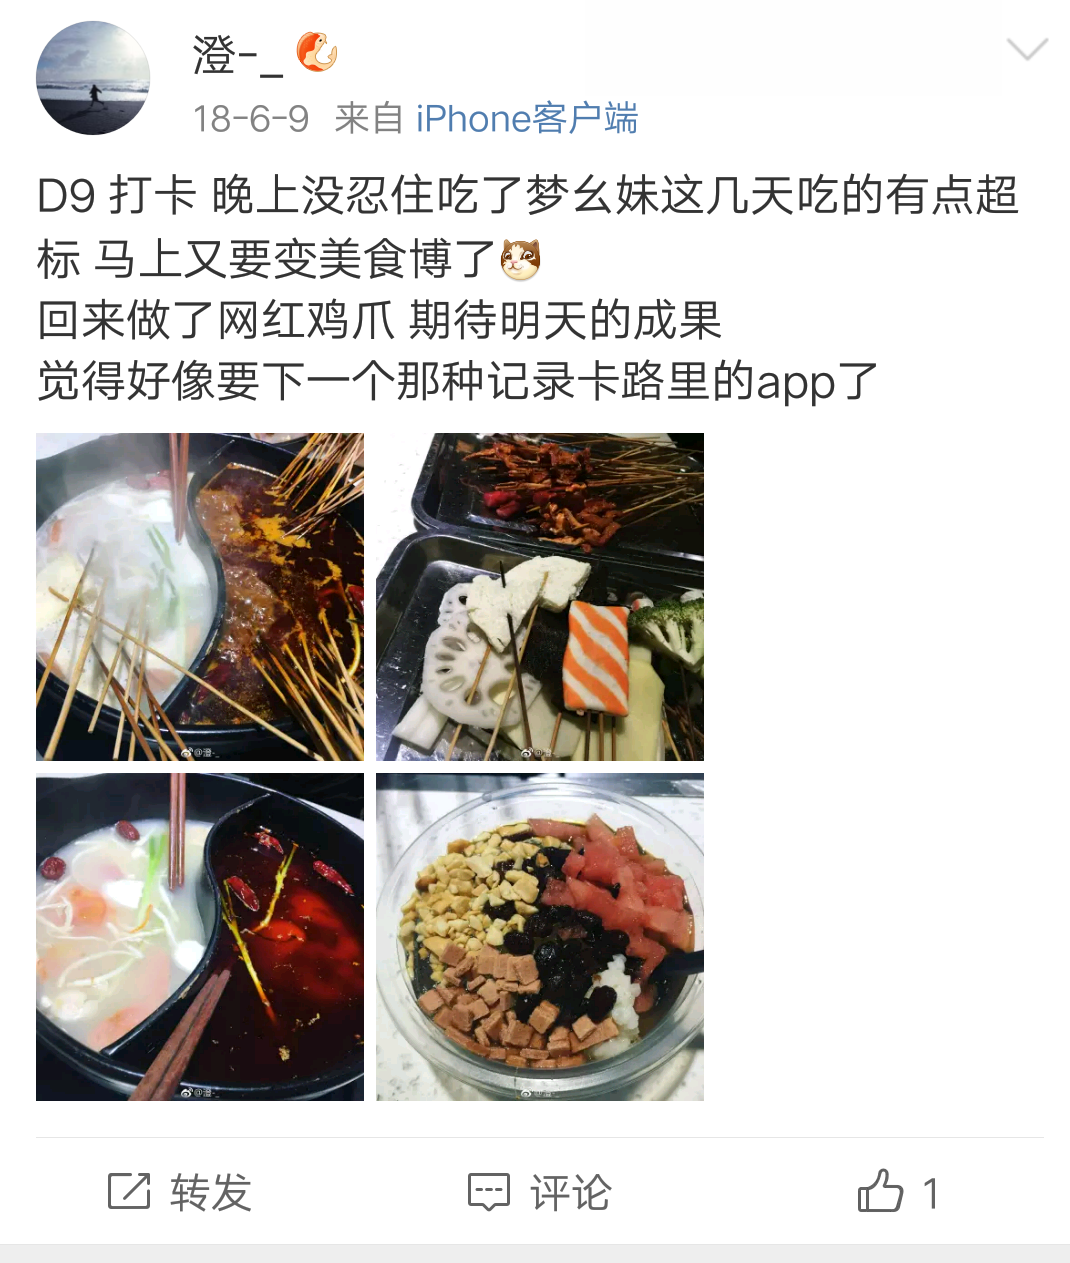 澄-_
18-6-9 来自 iPhone客户端
D9 打卡 晚上没忍住吃了梦幺妹这几天吃的有点超
标 马上又要变美食博了
回来做了网红鸡爪 期待明天的成果
觉得好像要下一个那种记录卡路里的app了
@澄-_
@澄-_
@澄-_
@澄-_
转发
评论
1